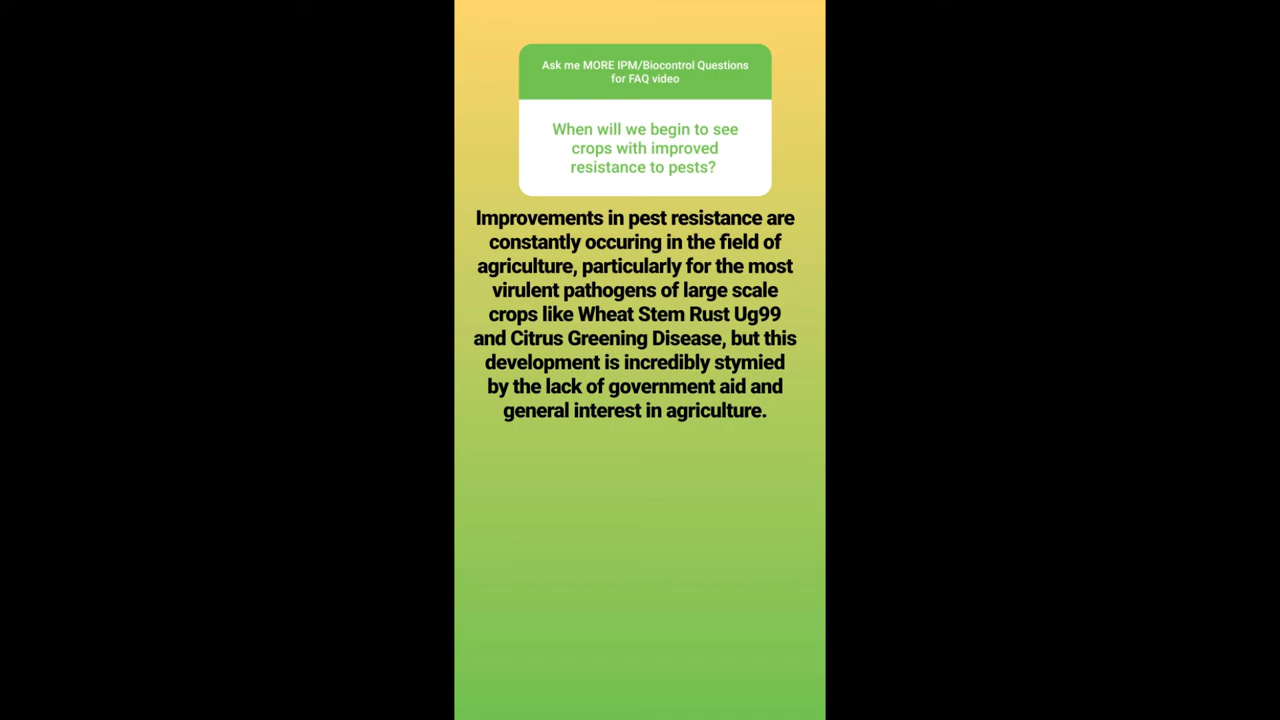 Ask me MORE IPM/Biocontrol Questions
for FAQ video
When will we begin to see
crops with improved
resistance to pests?
Improvements in pest resistance are
constantly occuring in the field of
agriculture, particularly for the most
virulent pathogens of large scale
crops like Wheat Stem Rust Ug99
and Citrus Greening Disease, but this
development is incredibly stymied
by the lack of government aid and
general interest in agriculture.